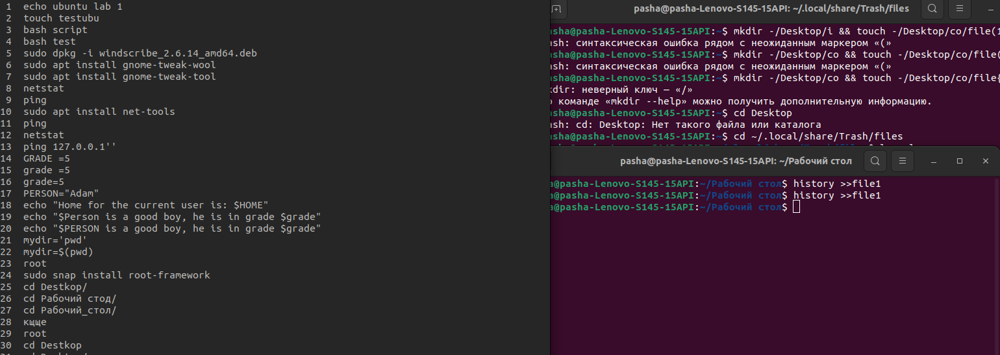 1 echo ubuntu lab 1
2 touch testubu
3 bash script
4 bash test
5 sudo dpkg -i windscribe_2.6.14_amd64.deb
6 sudo apt install gnome-tweak-wool
7 sudo apt install gnome-tweak-tool
8 netstat
9 ping
10 sudo apt install net-tools
11 ping
12 netstat
13 ping 127.0.0.1''
14 GRADE =5
15 grade =5
16 grade=5
17 PERSON="Adam"
18 echo "Home for the current user is: $HOME"
19 echo "$Person is a good boy, he is in grade $grade"
20 echo "$PERSON is a good boy, he is in grade $grade"
21 mydir='pwd'
22 mydir=$(pwd)
23 root
24 sudo snap install root-framework
25 cd Destkop/
26 cd Рабочий стод/
27 cd Рабочий_стол/
28 кщще
29 root
30 cd Destkop
pasha@pasha-Lenovo-S145-15API: ~/.local/share/Trash/files
asha@pasha-Lenovo-S145-15API:~$ mkdir -/Desktop/i && touch -/Desktop/co/file(1
ash: синтаксическая ошибка рядом с неожиданным маркером «(»
asha@pasha-Lenovo-S145-15API:~$ mkdir -/Desktop/co && touch -/Desktop/co/file(
ash: синтаксическая ошибка рядом с неожиданным маркером «(»
asha@pasha-Lenovo-S145-15API:~$ mkdir -/Desktop/co && touch -/Desktop/co/file{
kdir: неверный ключ — «/»
о команде «mkdir --help» можно получить дополнительную информацию.
asha@pasha-Lenovo-S145-15API:~$ cd Desktop
ash: cd: Desktop: Нет такого файла или каталога
asha@pasha-Lenovo-S145-15API:~$ cd ~/.local/share/Trash/files
pasha@pasha-Lenovo-S145-15API: ~/Рабочий стол
a@pasha-Lenovo-S145-15API:~/Рабочий стол$ history >>file1
a@pasha-Lenovo-S145-15API:~/Рабочий стол$ history >>file1
a@pasha-Lenovo-S145-15API:~/Рабочий стол$